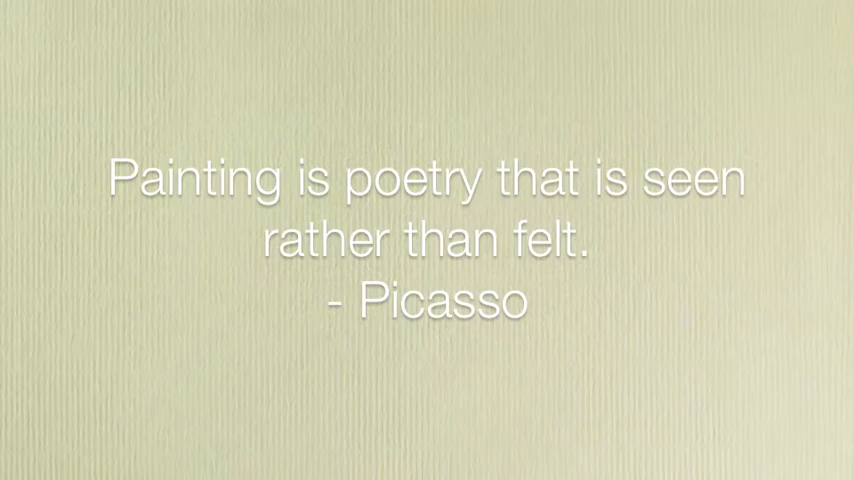 Painting is poetry that is seen
rather than felt.
- Picasso